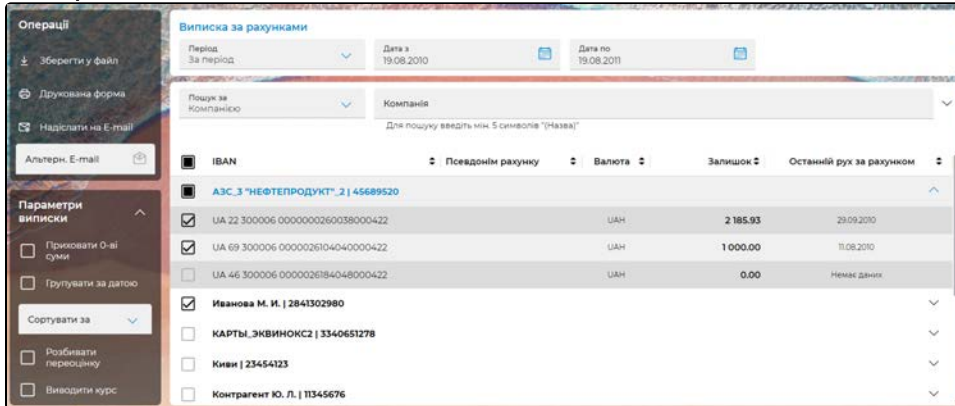 Операції
Зберегти у файл
Друкована форма
Надіслати на E-mail
Альтерн. E-mail
Параметри
виписки
Приховати 0-ві
суми
Групувати за датою
Сортувати за
Розбивати
переоцінку
Виводити курс
Виписка за рахунками
Період
За період
Дата з
19.08.2010
Дата по
19.08.2011
Пошук за
Компанією
Компанія
Для пошуку введіть мін. 5 символів "(Назва)"
IBAN Псевдонім рахунку Валюта Залишок Останній рух за рахунком
АЗС_3 "НЕФТЕПРОДУКТ"_2 | 45689520
UA 22 300006 0000000260038000422 UAH 2 185.93 29.09.2010
UA 69 300006 0000026104040000422 UAH 1 000.00 11.08.2010
UA 46 300006 0000026184048000422 UAH 0.00 Немає даних
Иванова М. И. | 2841302980
КАРТЫ_ЭКВИНОКС2 | 3340651278
Киви | 23454123
Контрагент Ю. Л. | 11345676